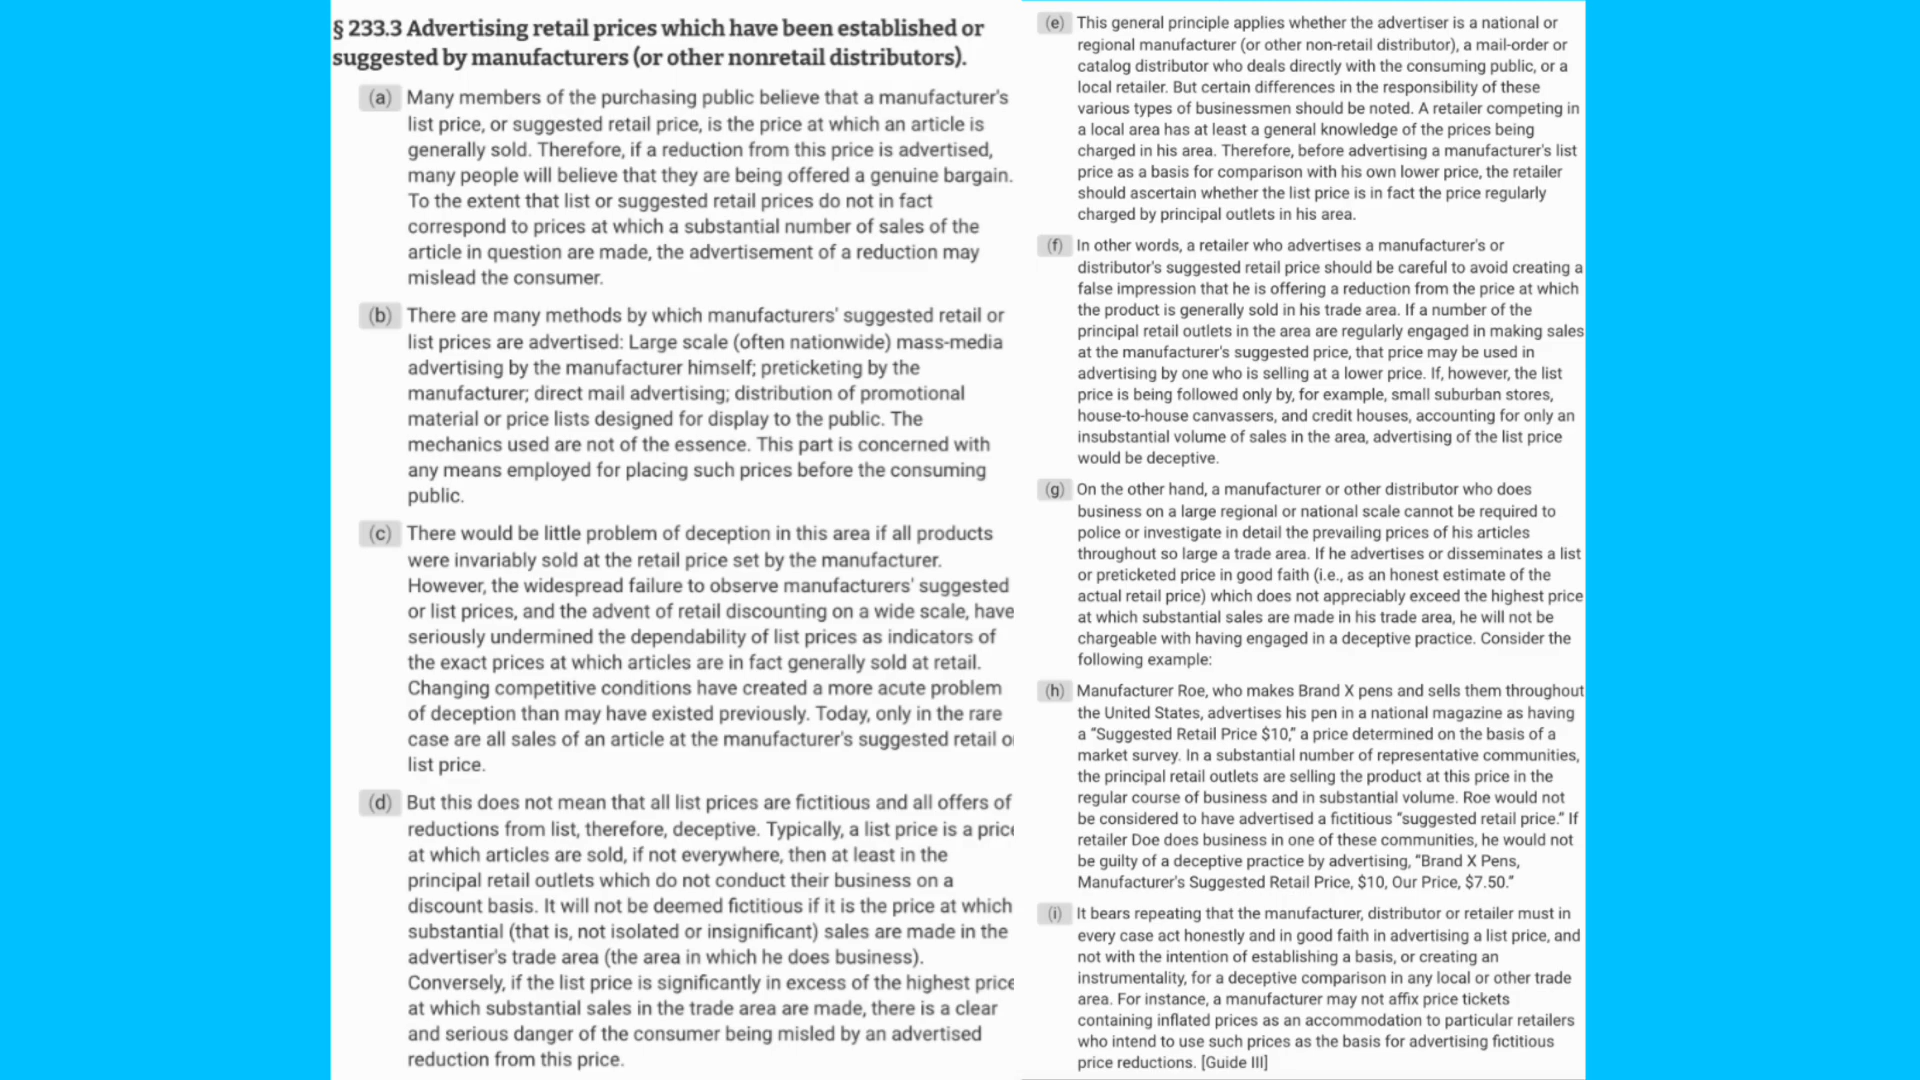 § 233.3 Advertising retail prices which have been established or
suggested by manufacturers (or other nonretail distributors).
(a) Many members of the purchasing public believe that a manufacturer's
list price, or suggested retail price, is the price at which an article is
generally sold. Therefore, if a reduction from this price is advertised,
many people will believe that they are being offered a genuine bargain.
To the extent that list or suggested retail prices do not in fact
correspond to prices at which a substantial number of sales of the
article in question are made, the advertisement of a reduction may
mislead the consumer.
(b) There are many methods by which manufacturers' suggested retail or
list prices are advertised: Large scale (often nationwide) mass-media
advertising by the manufacturer himself; preticketing by the
manufacturer; direct mail advertising; distribution of promotional
material or price lists designed for display to the public. The
mechanics used are not of the essence. This part is concerned with
any means employed for placing such prices before the consuming
public.
(c) There would be little problem of deception in this area if all products
were invariably sold at the retail price set by the manufacturer.
However, the widespread failure to observe manufacturers' suggested
or list prices, and the advent of retail discounting on a wide scale, have
seriously undermined the dependability of list prices as indicators of
the exact prices at which articles are in fact generally sold at retail.
Changing competitive conditions have created a more acute problem
of deception than may have existed previously. Today, only in the rare
case are all sales of an article at the manufacturer's suggested retail o
list price.
(d) But this does not mean that all list prices are fictitious and all offers of
reductions from list, therefore, deceptive. Typically, a list price is a price
at which articles are sold, if not everywhere, then at least in the
principal retail outlets which do not conduct their business on a
discount basis. It will not be deemed fictitious if it is the price at which
substantial (that is, not isolated or insignificant) sales are made in the
advertiser's trade area (the area in which he does business).
Conversely, if the list price is significantly in excess of the highest price
at which substantial sales in the trade area are made, there is a clear
and serious danger of the consumer being misled by an advertised
reduction from this price.
(e) This general principle applies whether the advertiser is a national or
regional manufacturer (or other non-retail distributor), a mail-order or
catalog distributor who deals directly with the consuming public, or a
local retailer. But certain differences in the responsibility of these
various types of businessmen should be noted. A retailer competing in
a local area has at least a general knowledge of the prices being
charged in his area. Therefore, before advertising a manufacturer's list
price as a basis for comparison with his own lower price, the retailer
should ascertain whether the list price is in fact the price regularly
charged by principal outlets in his area.
(f) In other words, a retailer who advertises a manufacturer's or
distributor's suggested retail price should be careful to avoid creating a
false impression that he is offering a reduction from the price at which
the product is generally sold in his trade area. If a number of the
principal retail outlets in the area are regularly engaged in making sales
at the manufacturer's suggested price, that price may be used in
advertising by one who is selling at a lower price. If, however, the list
price is being followed only by, for example, small suburban stores,
house-to-house canvassers, and credit houses, accounting for only an
insubstantial volume of sales in the area, advertising of the list price
would be deceptive.
(g) On the other hand, a manufacturer or other distributor who does
business on a large regional or national scale cannot be required to
police or investigate in detail the prevailing prices of his articles
throughout so large a trade area. If he advertises or disseminates a list
or preticketed price in good faith (i.e., as an honest estimate of the
actual retail price) which does not appreciably exceed the highest price
at which substantial sales are made in his trade area, he will not be
chargeable with having engaged in a deceptive practice. Consider the
following example:
(h) Manufacturer Roe, who makes Brand X pens and sells them throughout
the United States, advertises his pen in a national magazine as having
a “Suggested Retail Price $10,” a price determined on the basis of a
market survey. In a substantial number of representative communities,
the principal retail outlets are selling the product at this price in the
regular course of business and in substantial volume. Roe would not
be considered to have advertised a fictitious “suggested retail price.” If
retailer Doe does business in one of these communities, he would not
be guilty of a deceptive practice by advertising, “Brand X Pens,
Manufacturer's Suggested Retail Price, $10, Our Price, $7.50.”
(i) It bears repeating that the manufacturer, distributor or retailer must in
every case act honestly and in good faith in advertising a list price, and
not with the intention of establishing a basis, or creating an
instrumentality, for a deceptive comparison in any local or other trade
area. For instance, a manufacturer may not affix price tickets
containing inflated prices as an accommodation to particular retailers
who intend to use such prices as the basis for advertising fictitious
price reductions. [Guide III]